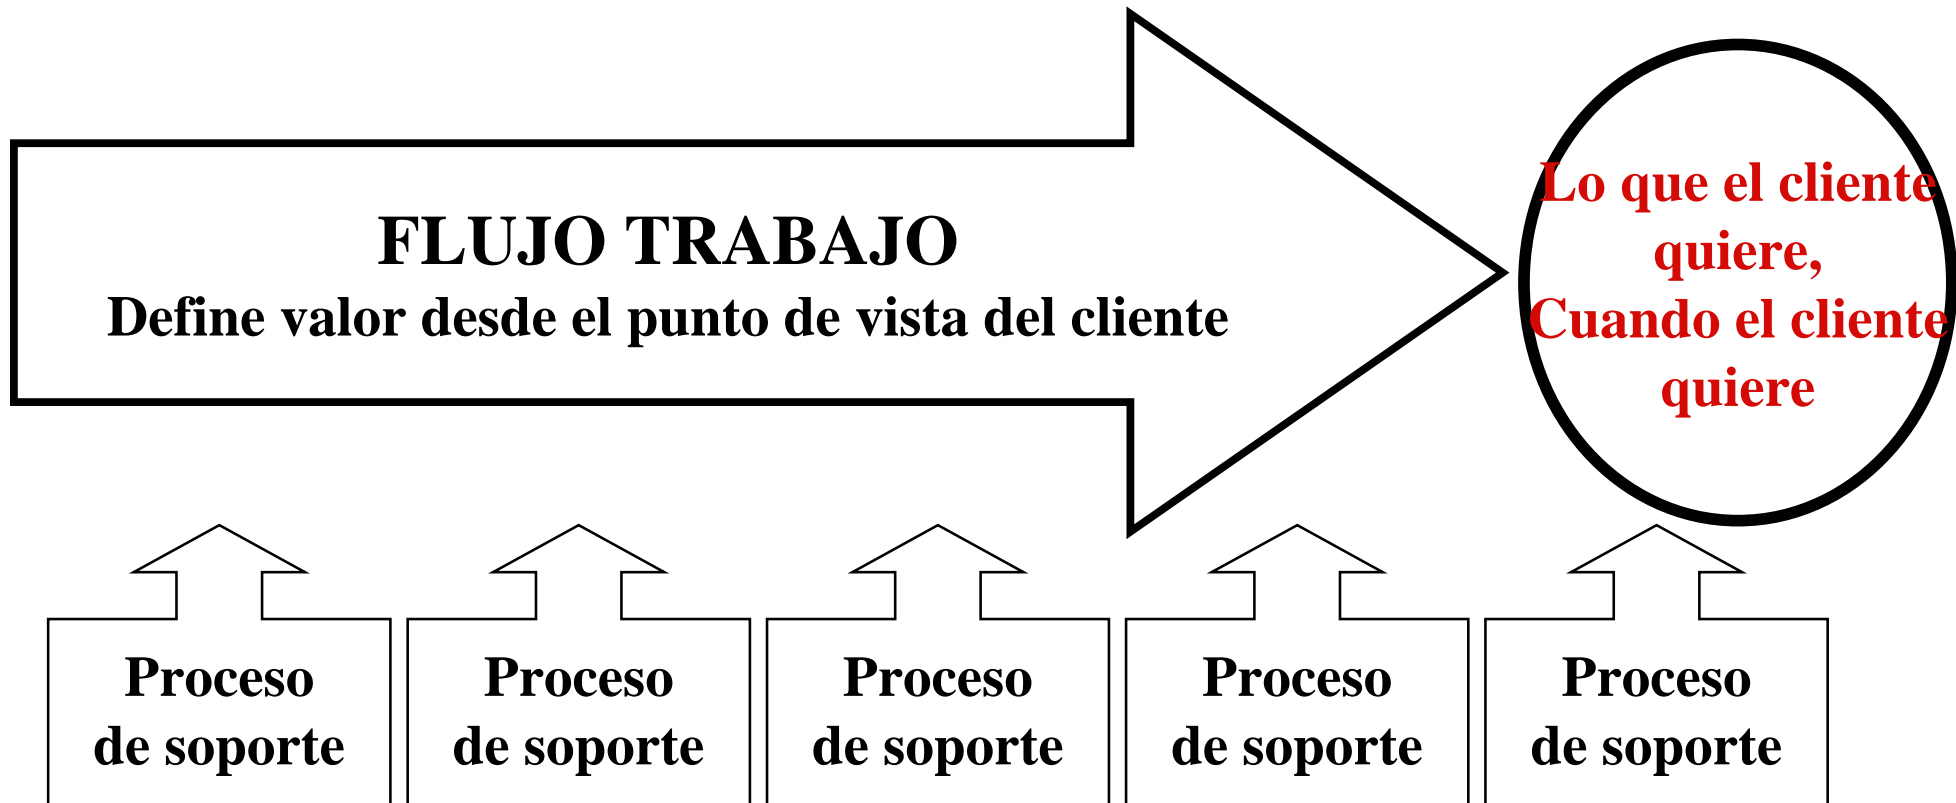 FLUJO TRABAJO
Define valor desde el punto de vista del cliente
Lo que el cliente
quiere,
Cuando el cliente
quiere
Proceso
de soporte
Proceso
de soporte
Proceso
de soporte
Proceso
de soporte
Proceso
de soporte